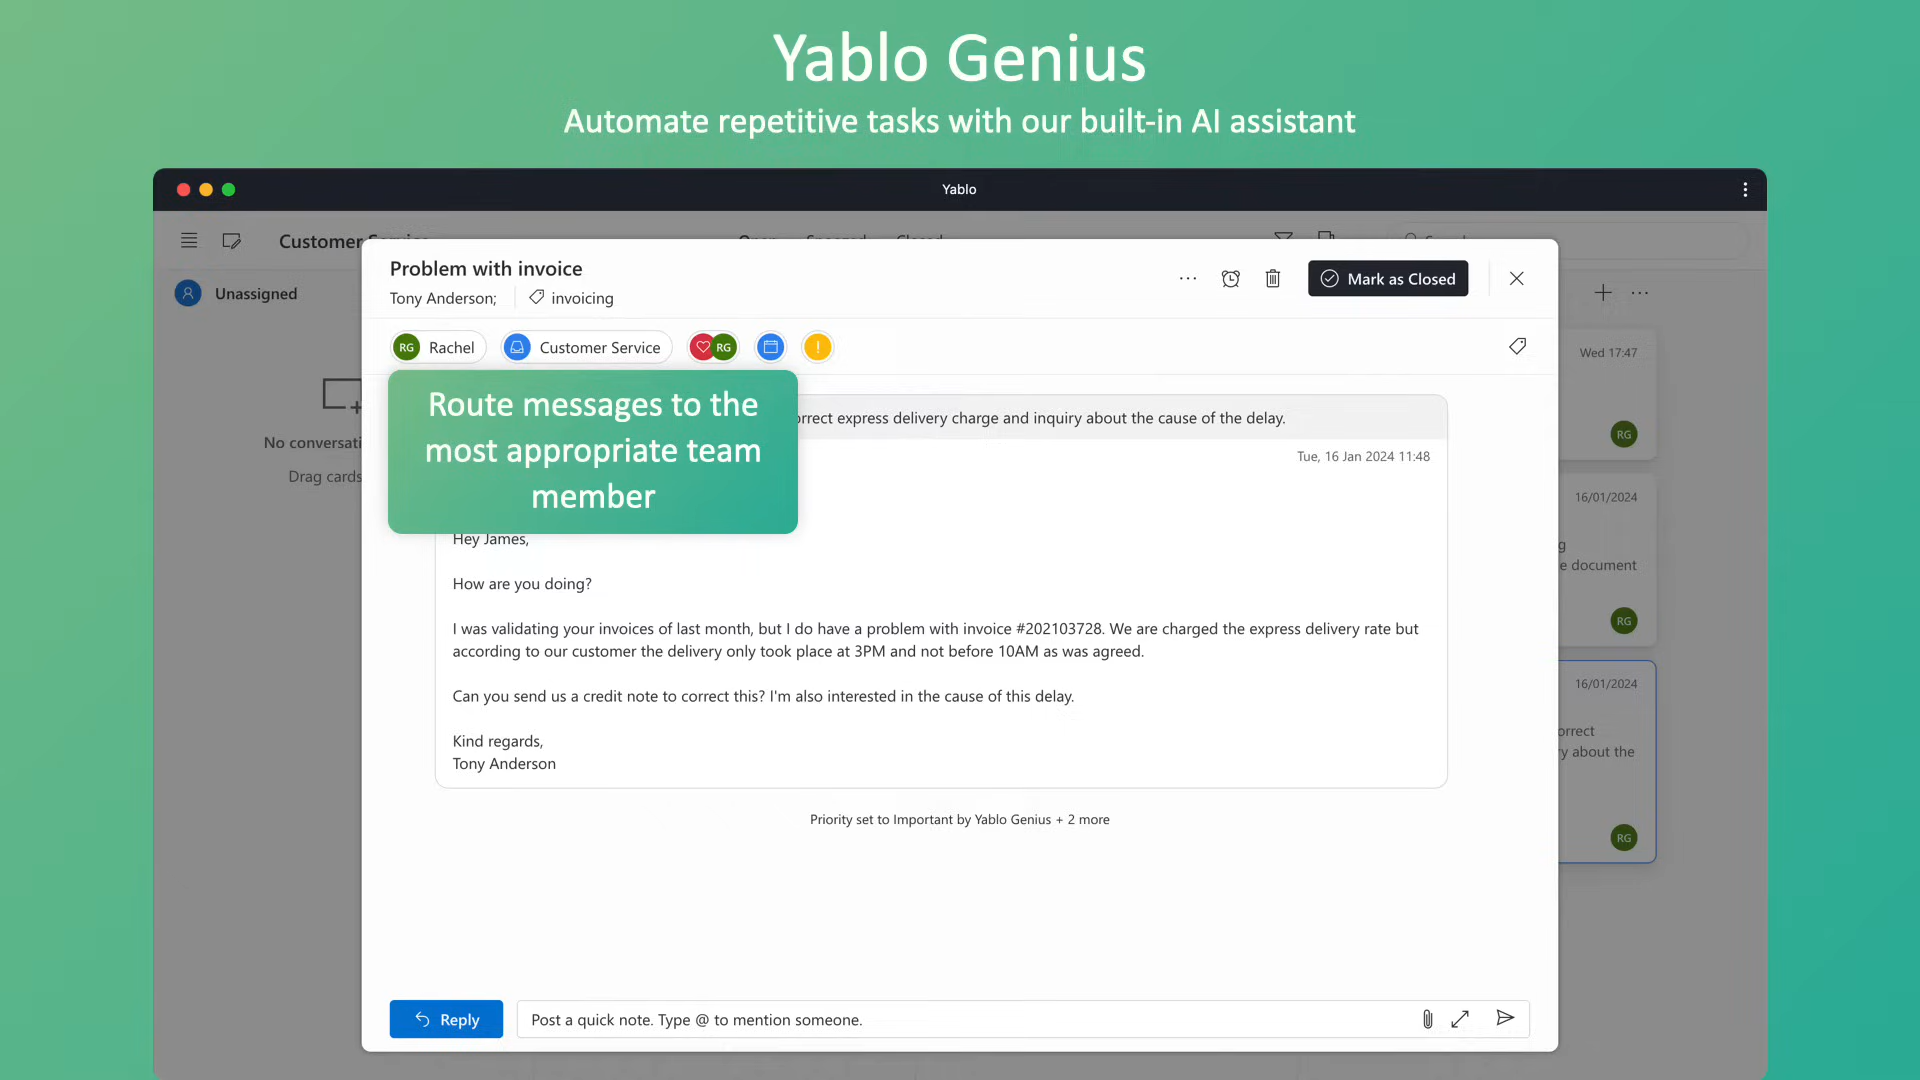 Yablo Genius
Automate repetitive tasks with our built-in AI assistant
Yablo
Customer Service
Open Snoozed Closed
Search
Unassigned
Problem with invoice
Tony Anderson;
invoicing
Mark as Closed
RG Rachel
Customer Service
RG
Route messages to the
most appropriate team
member
express delivery charge and inquiry about the cause of the delay.
Tue, 16 Jan 2024 11:48
Hey James,
How are you doing?
I was validating your invoices of last month, but I do have a problem with invoice #202103728. We are charged the express delivery rate but
according to our customer the delivery only took place at 3PM and not before 10AM as was agreed.
Can you send us a credit note to correct this? I'm also interested in the cause of this delay.
Kind regards,
Tony Anderson
Priority set to Important by Yablo Genius + 2 more
Reply
Post a quick note. Type @ to mention someone.
No
Drag cards
Wed 17:47
RG
16/01/2024
document
RG
16/01/2024
about the
RG